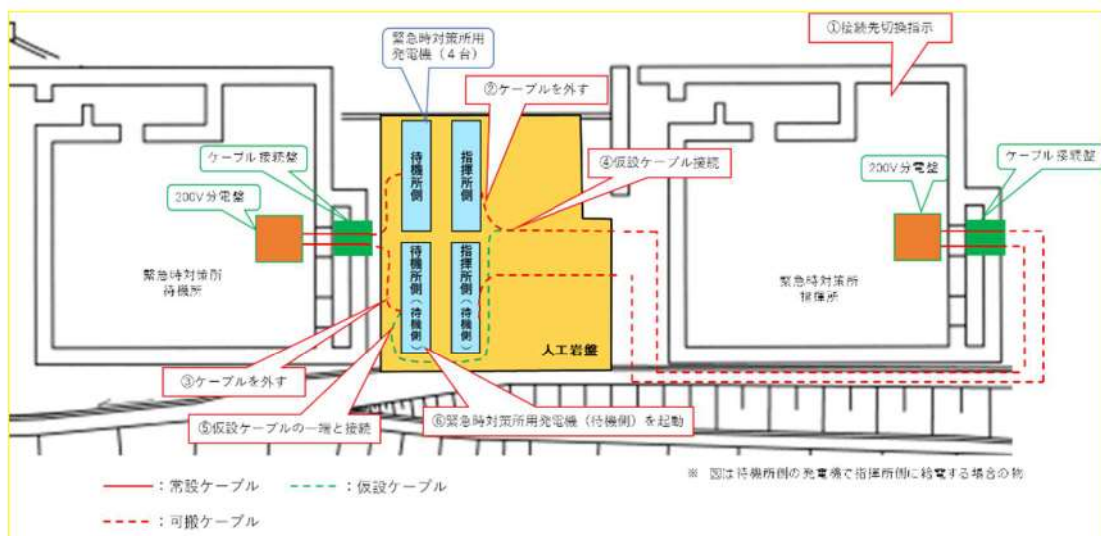 緊急時対策所用
発電機（４台）
①接続先切換指示
②ケーブルを外す
ケーブル接続盤
200V分電盤
待機所側
指揮所側
④仮設ケーブル接続
200V分電盤
ケーブル接続盤
緊急時対策所
待機所
待機所側（待機側）
指揮所側（待機側）
緊急時対策所
指揮所
人工岩盤
③ケーブルを外す
⑤仮設ケーブルの一端と接続
⑥緊急時対策所用発電機（待機側）を起動
※ 図は待機所側の発電機で指揮所側に給電する場合の物
：常設ケーブル
：仮設ケーブル
：可搬ケーブル